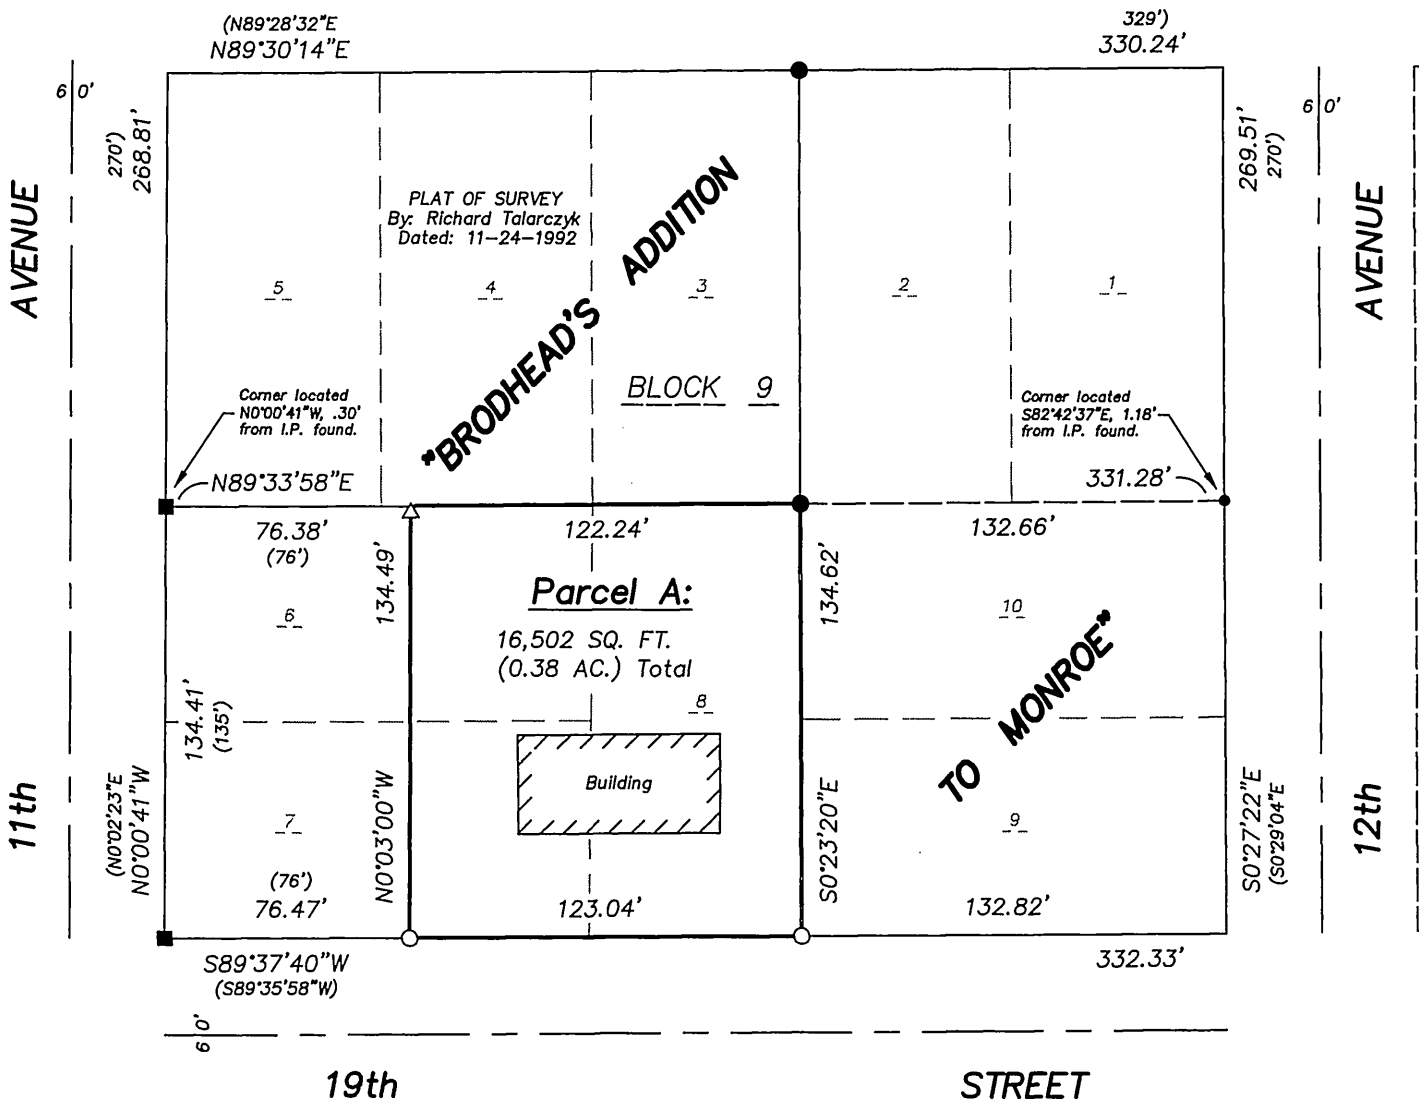 (N89°28'32"E
329')
N89°30'14"E
330.24'
6 0'
6 0'
270')
268.81'
269.51'
270')
AVENUE
AVENUE
PLAT OF SURVEY
By: Richard Talarczyk
Dated: 11-24-1992
"BRODHEAD'S ADDITION
5
4
3
2
1
BLOCK 9
Corner located
N0°00'41"W, .30'
from I.P. found.
Corner located
S82°42'37"E, 1.18'
from I.P. found.
N89°33'58"E
331.28'
76.38'
(76')
122.24'
132.66'
134.49'
134.62'
Parcel A:
16,502 SQ. FT.
(0.38 AC.) Total
6
10
TO MONROE"
8
134.41'
(135')
Building
11th
12th
(N0°02'23"E
N0°00'41"W
N0°03'00"W
S0°23'20"E
S0°27'22"E
(S0°29'04"E
7
9
(76')
76.47'
123.04'
132.82'
S89°37'40"W
(S89°35'58"W)
332.33'
6 0'
19th
STREET